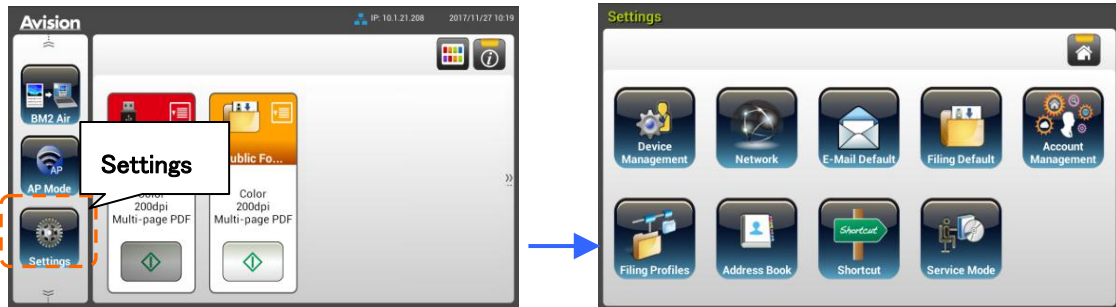 Avision
IP: 10.1.21.208
2017/11/27 10:19
BM2 Air
AP
AP Mode
Settings
Settings
ublic Fo...
Color
200dpi
Multi-page PDF
Color
200dpi
Multi-page PDF
Settings
Device
Management
Network
E-Mail Default
Filing Default
Account
Management
Filing Profiles
Address Book
Shortcut
Shortcut
Service Mode